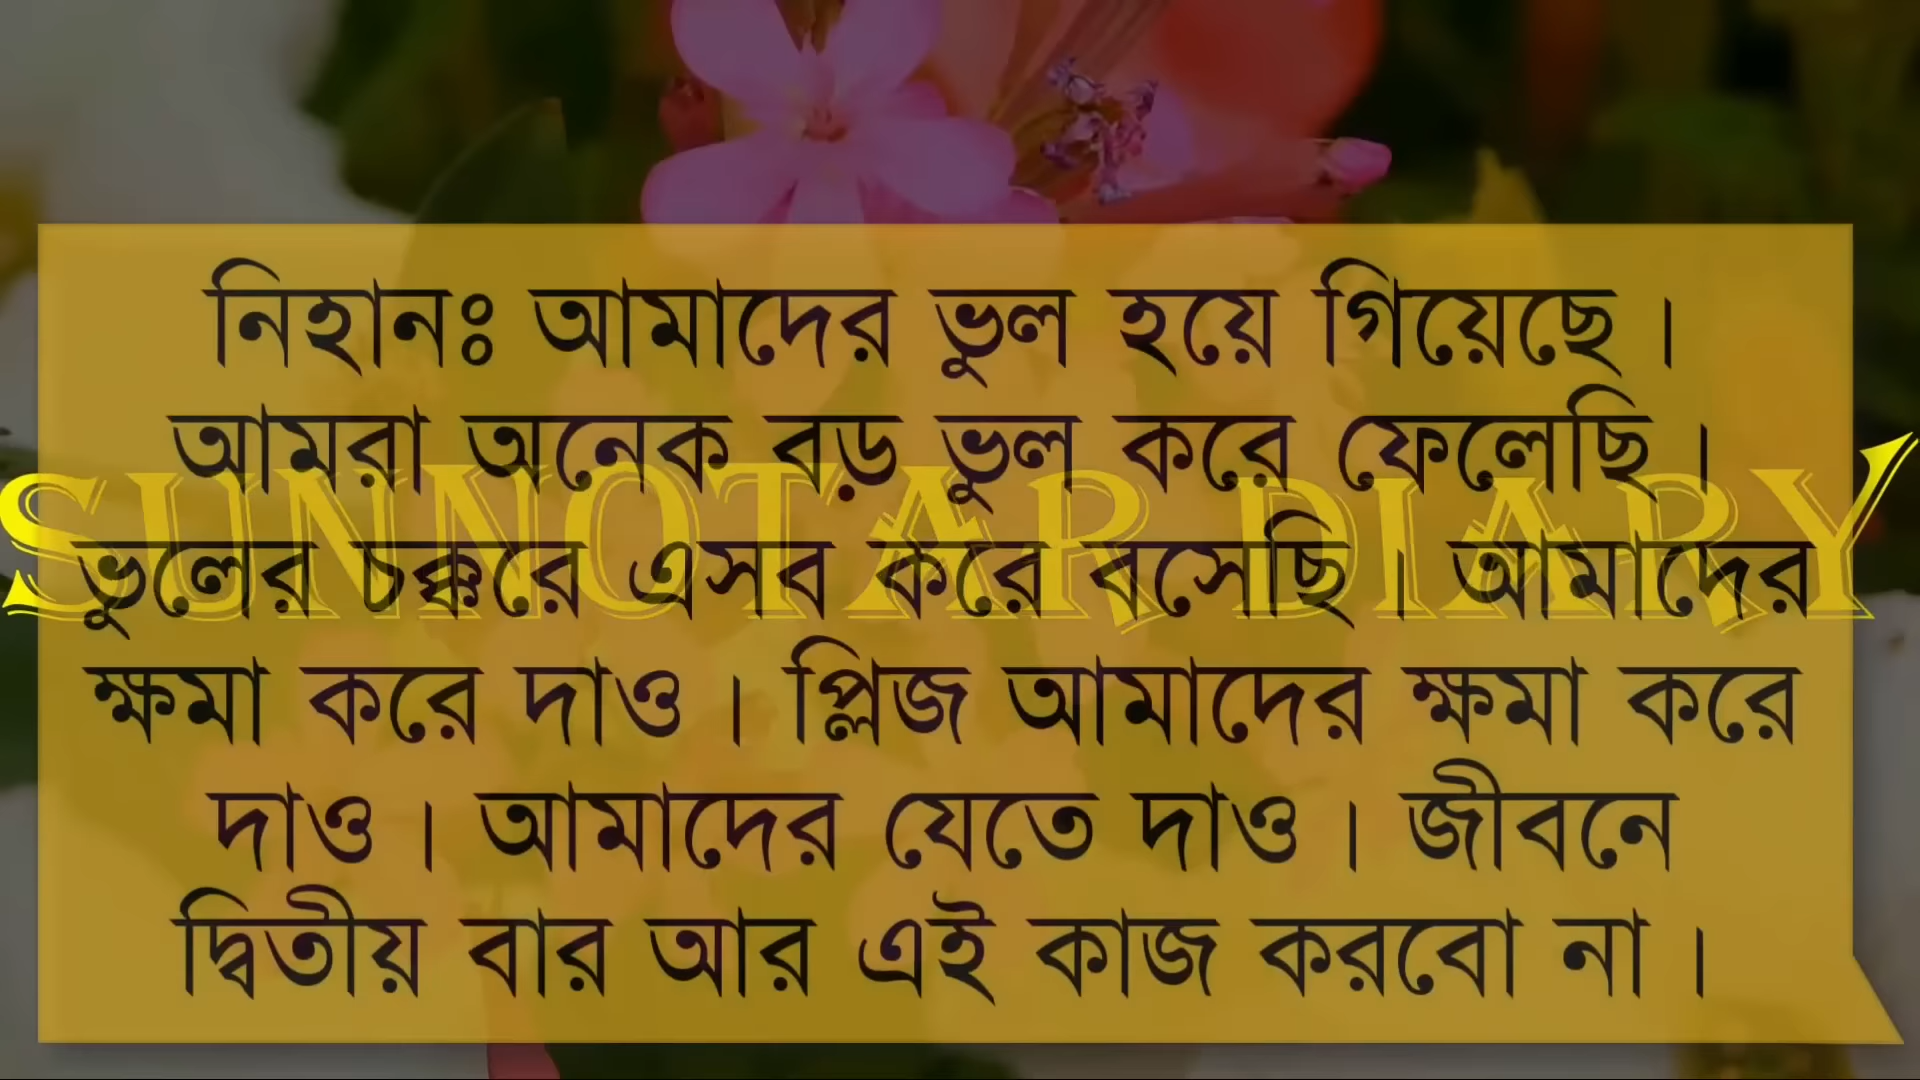 নিহানঃ আমাদের ভুল হয়ে গিয়েছে ।
আমরা অনেক বড় ভুল করে ফেলেছি ।
SUNNOTAR DIARY
ভুলের চক্করে এসব করে বসেছি । আমাদের
ক্ষমা করে দাও । প্লিজ আমাদের ক্ষমা করে
দাও । আমাদের যেতে দাও । জীবনে
দ্বিতীয় বার আর এই কাজ করবো না ।